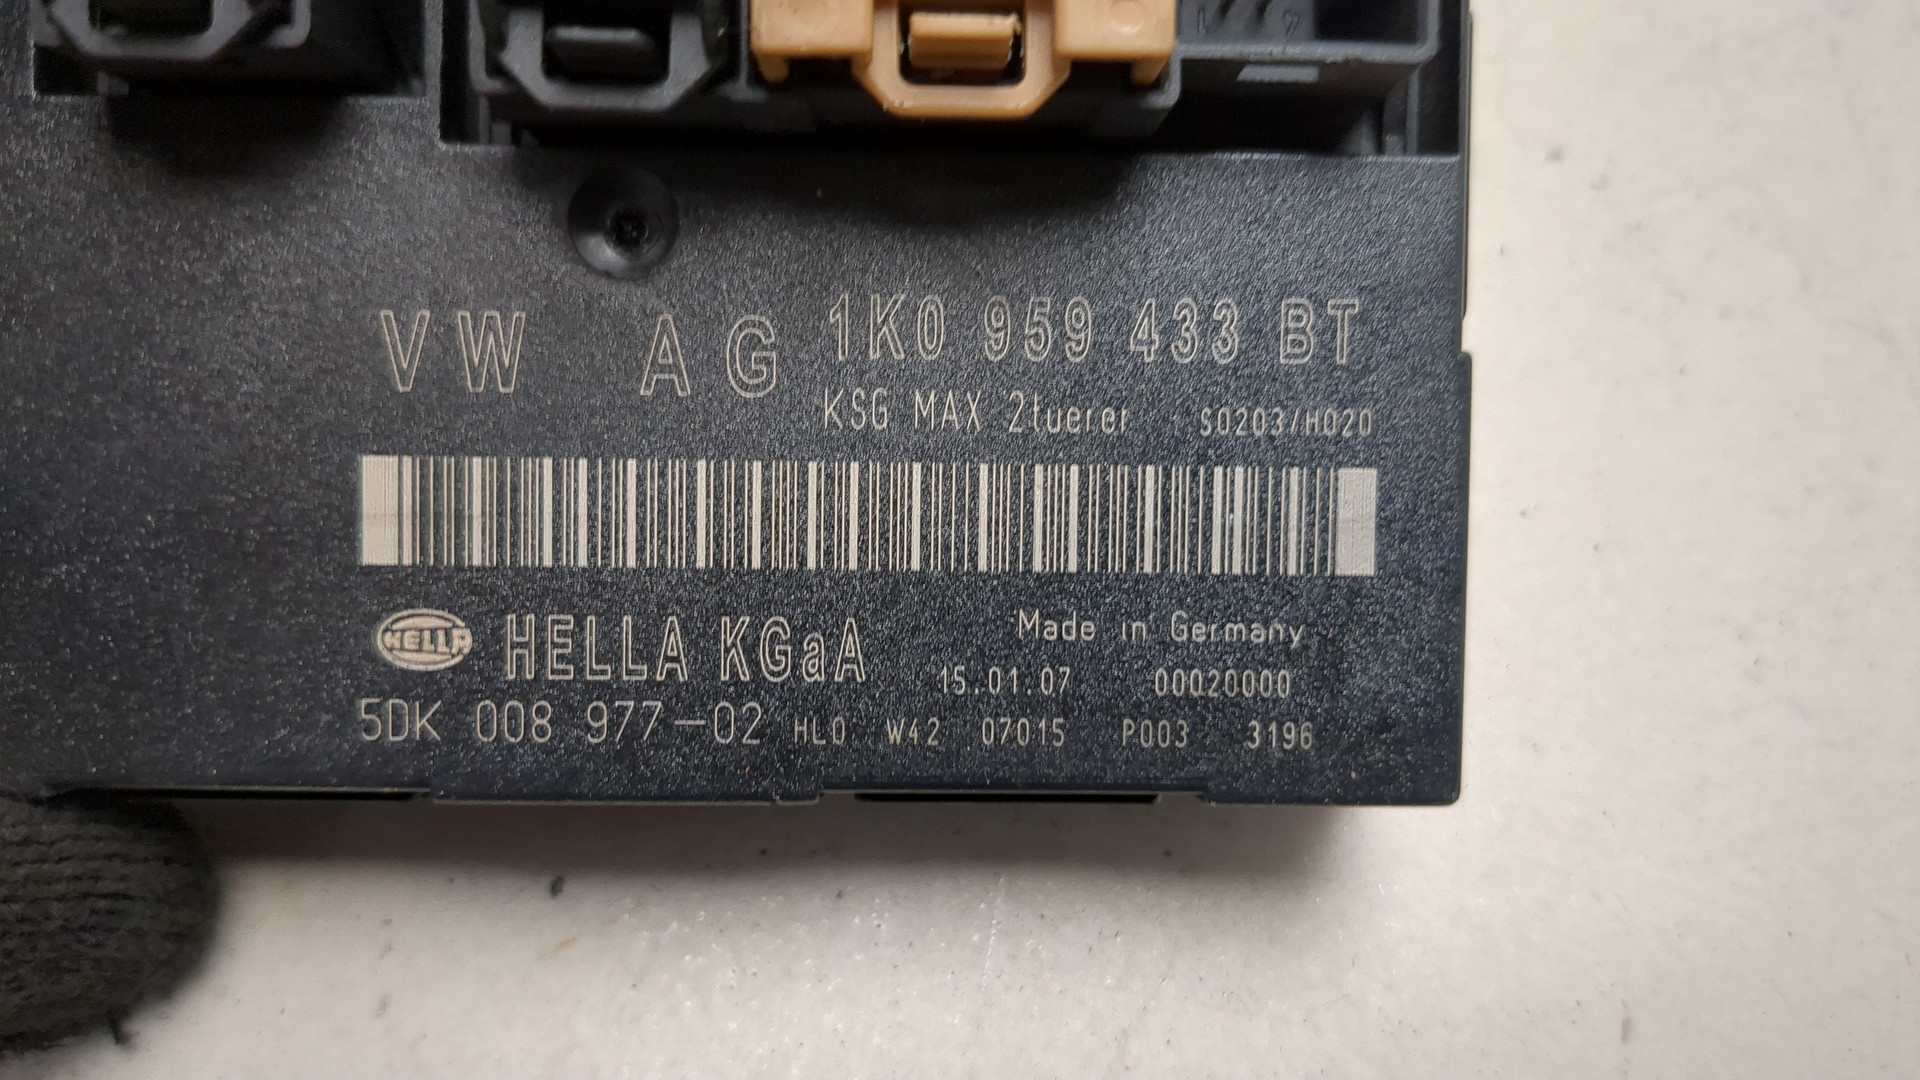 VW AG 1K0 959 433 BT
KSG MAX 2tuerer S0203/H020
HELLA HELLA KGaA Made in Germany
15.01.07 00020000
5DK 008 977-02 HLO W42 07015 P003 3196